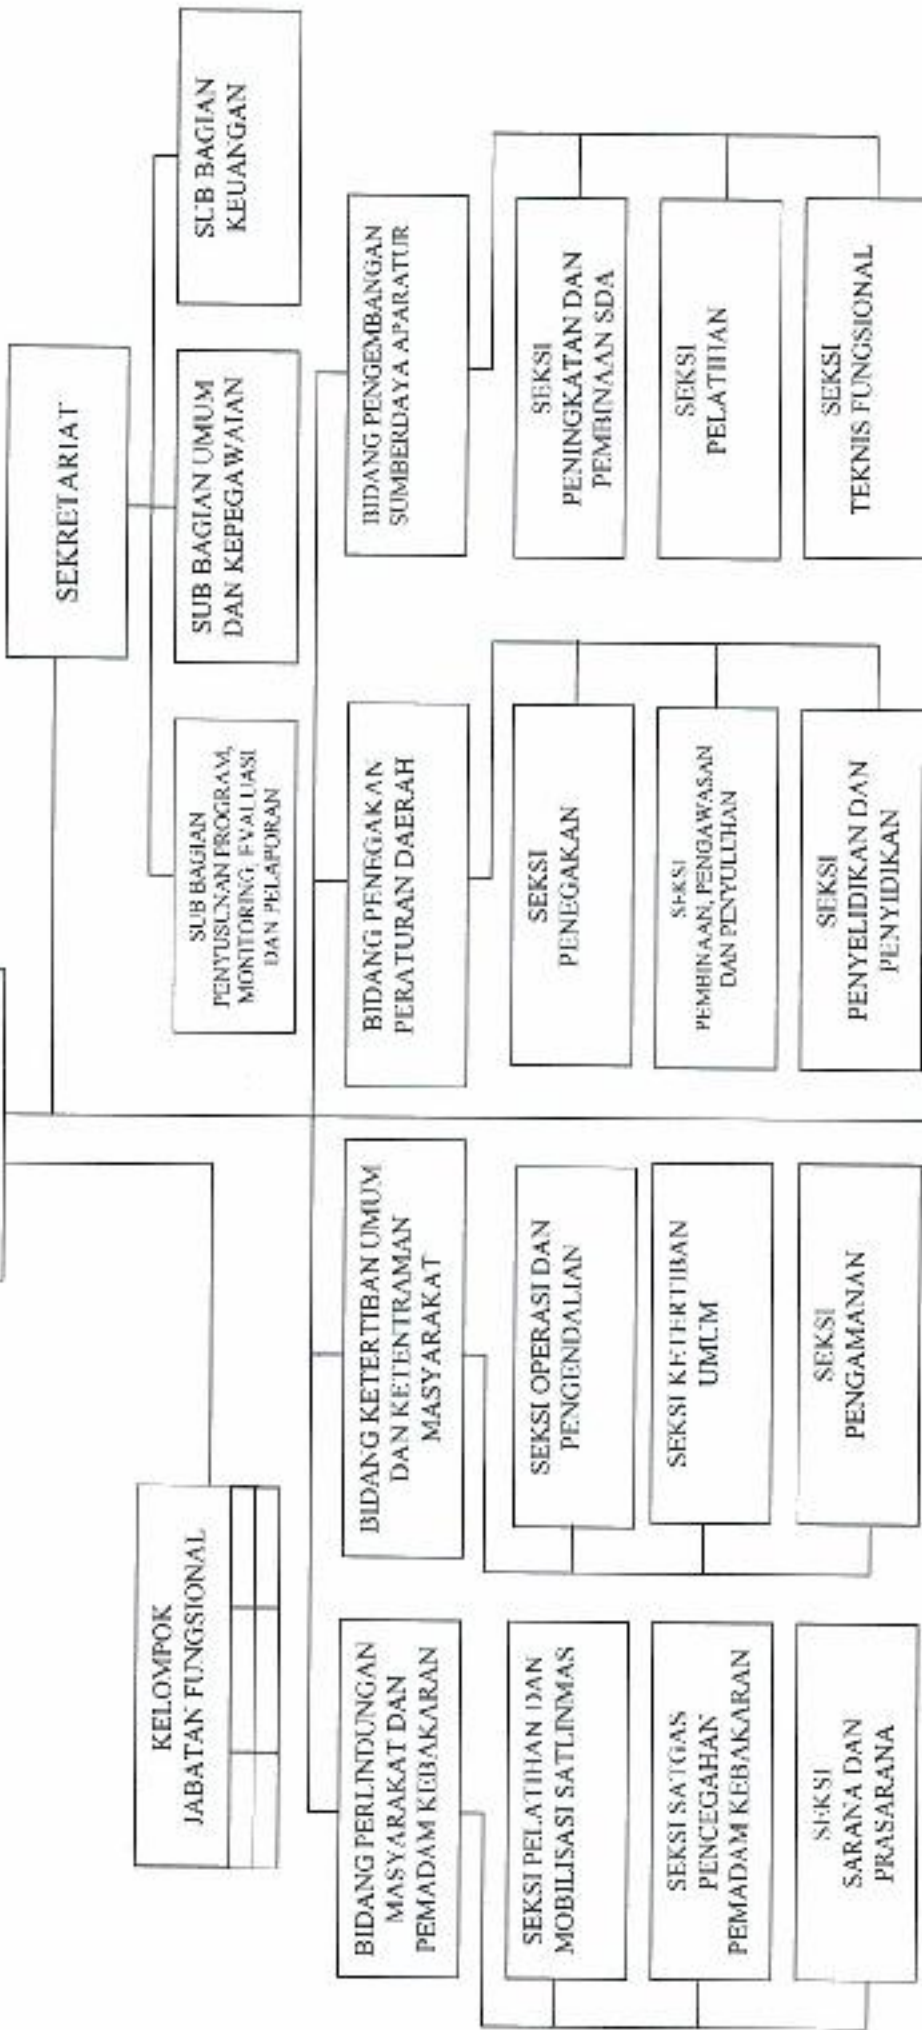 SEKRETARIAT
SUB BAGIAN
PENYUSUNAN PROGRAM,
MONITORING, EVALUASI
DAN PELAPORAN
SUB BAGIAN UMUM
DAN KEPEGAWAIAN
SUB BAGIAN
KEUANGAN
KELOMPOK
JABATAN FUNGSIONAL
BIDANG PERLINDUNGAN
MASYARAKAT DAN
PEMADAM KEBAKARAN
SEKSI PELATIHAN DAN
MOBILISASI SATLINMAS
SEKSI SATGAS
PENCEGAHAN
PEMADAM KEBAKARAN
SEKSI
SARANA DAN
PRASARANA
BIDANG KETERTIBAN UMUM
DAN KETENTRAMAN
MASYARAKAT
SEKSI OPERASI DAN
PENGENDALIAN
SEKSI KETERTIBAN
UMUM
SEKSI
PENGAMANAN
BIDANG PENEGAKAN
PERATURAN DAERAH
SEKSI
PENEGAKAN
SEKSI
PEMBINAAN, PENGAWASAN
DAN PENYULUHAN
SEKSI
PENYELIDIKAN DAN
PENYIDIKAN
BIDANG PENGEMBANGAN
SUMBERDAYA APARATUR
SEKSI
PENINGKATAN DAN
PEMBINAAN SDA
SEKSI
PELATIHAN
SEKSI
TEKNIS FUNGSIONAL